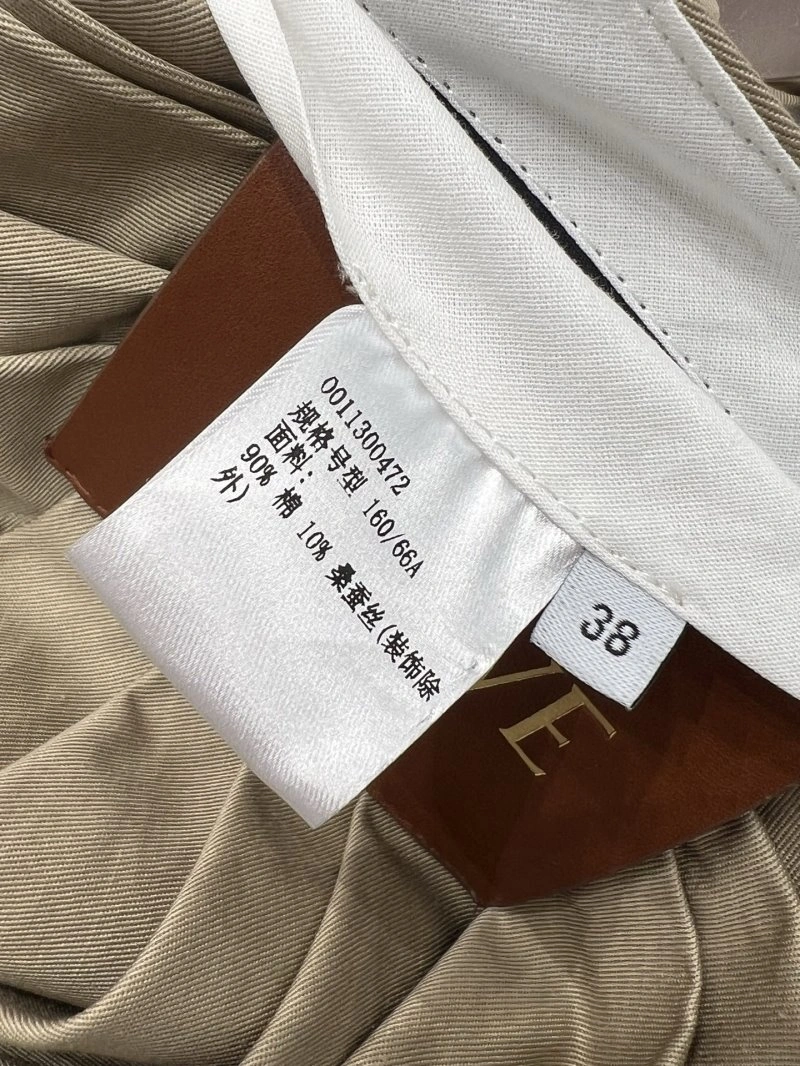 0011300472
规格号型 160/66A
面料:
90% 棉 10% 桑蚕丝(装饰除
外)
38